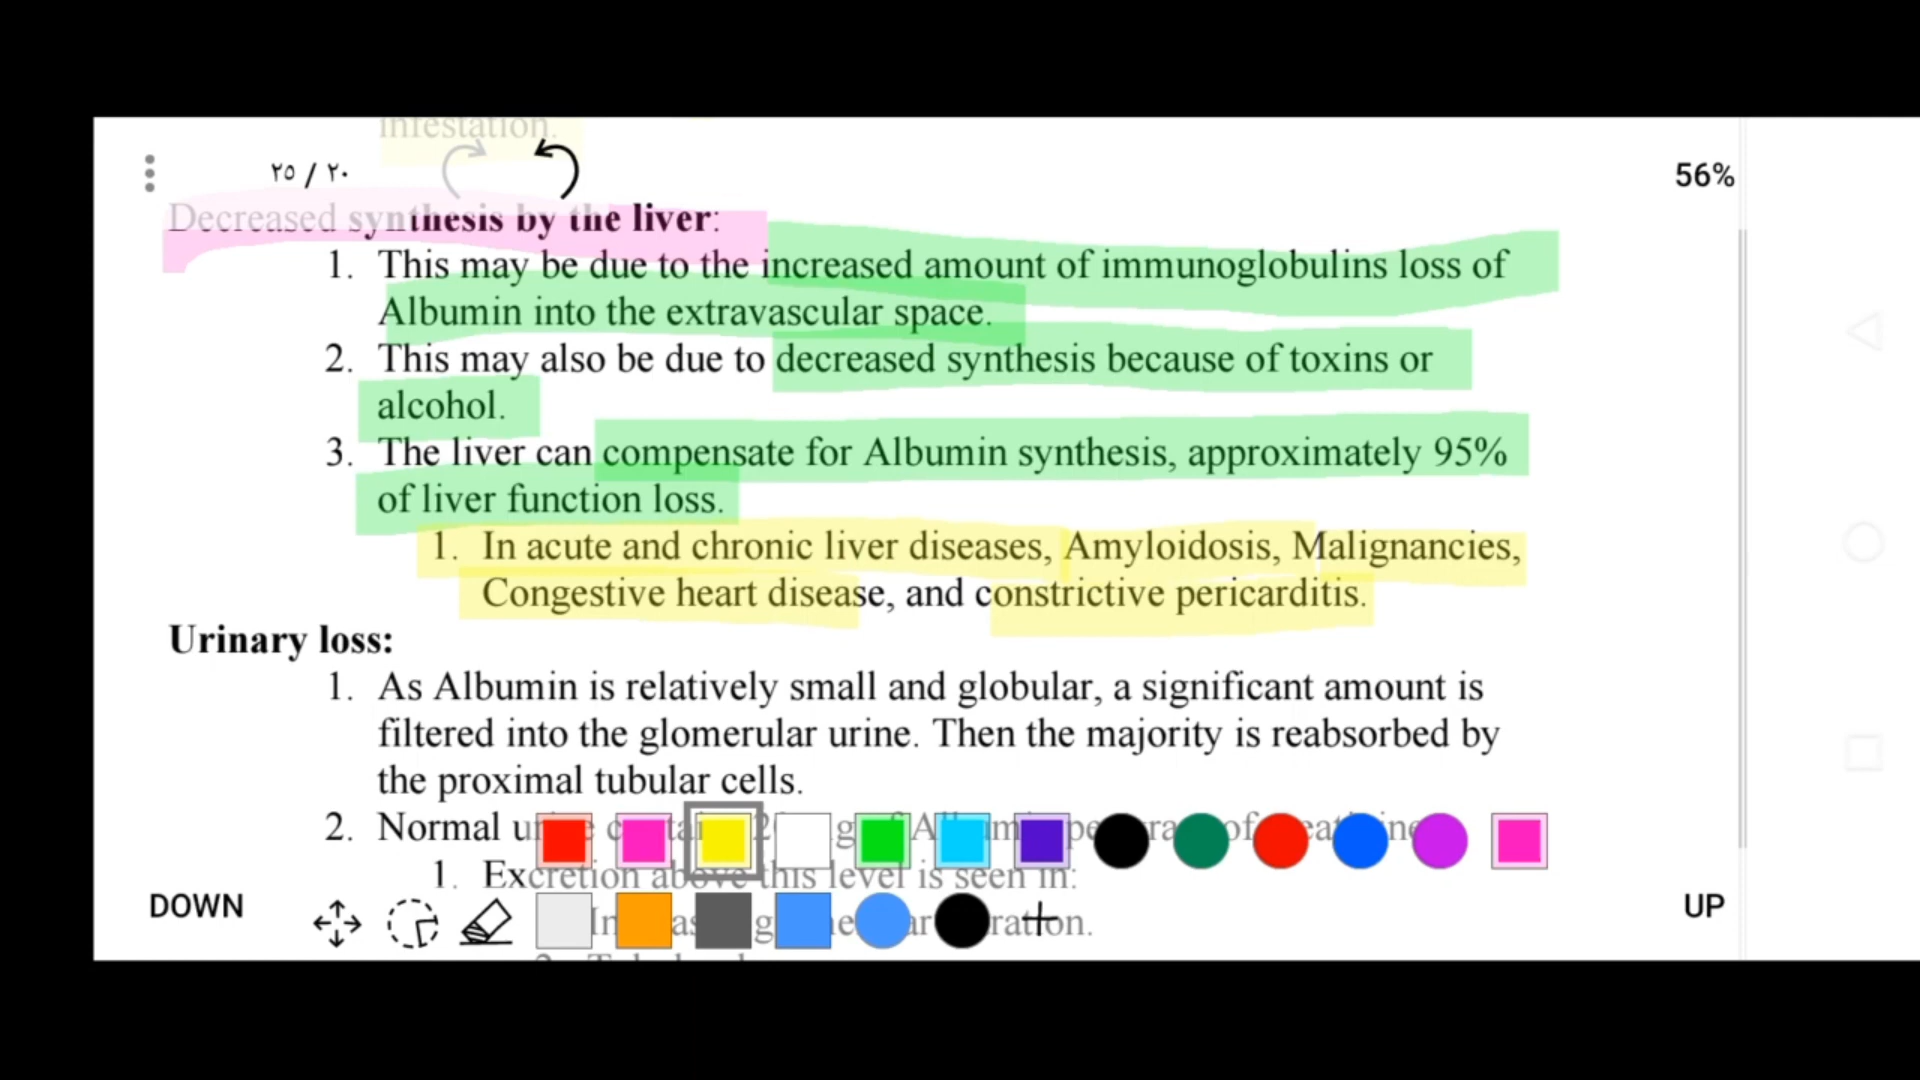 infestation.
٢٥ / ٢٠
56%
Decreased synthesis by the liver:
1. This may be due to the increased amount of immunoglobulins loss of
Albumin into the extravascular space.
2. This may also be due to decreased synthesis because of toxins or
alcohol.
3. The liver can compensate for Albumin synthesis, approximately 95%
of liver function loss.
1. In acute and chronic liver diseases, Amyloidosis, Malignancies,
Congestive heart disease, and constrictive pericarditis.
Urinary loss:
1. As Albumin is relatively small and globular, a significant amount is
filtered into the glomerular urine. Then the majority is reabsorbed by
the proximal tubular cells.
2. Normal
1. Excretion above this level is seen in:
DOWN
UP